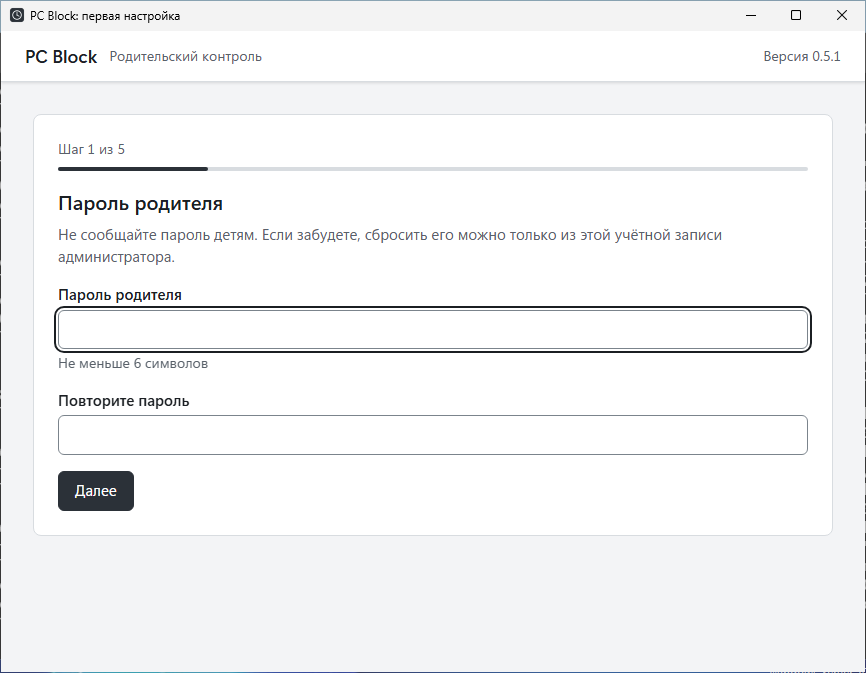 PC Block: первая настройка
PC Block Родительский контроль Версия 0.5.1
Шаг 1 из 5
Пароль родителя
Не сообщайте пароль детям. Если забудете, сбросить его можно только из этой учётной записи
администратора.
Пароль родителя
Не меньше 6 символов
Повторите пароль
Далее